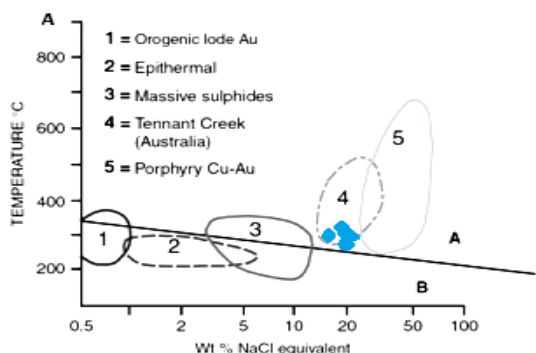 A
1 = Orogenic lode Au
2 = Epithermal
3 = Massive sulphides
4 = Tennant Creek
(Australia)
5 = Porphyry Cu-Au
TEMPERATURE °C
800
600
400
200
1
2
3
4
5
A
B
0.5
1
2
5
10
20
50
100
Wt % NaCl equivalent